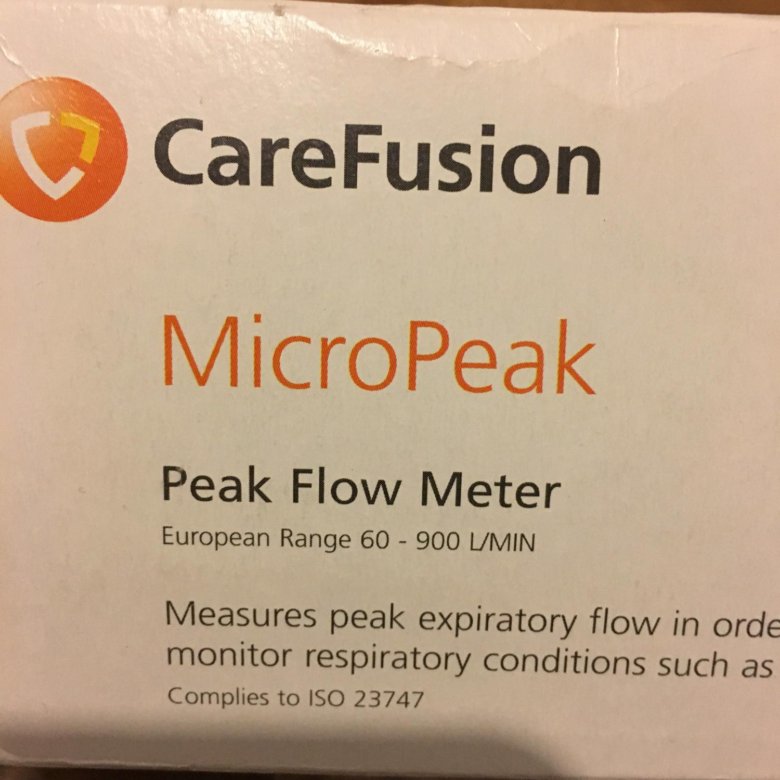 CareFusion
MicroPeak
Peak Flow Meter
European Range 60 - 900 L/MIN
Measures peak expiratory flow in orde
monitor respiratory conditions such as
Complies to ISO 23747